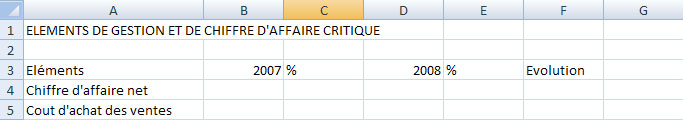 A B C D E F G
1 ELEMENTS DE GESTION ET DE CHIFFRE D'AFFAIRE CRITIQUE
2
3 Eléments 2007 % 2008 % Evolution
4 Chiffre d'affaire net
5 Cout d'achat des ventes